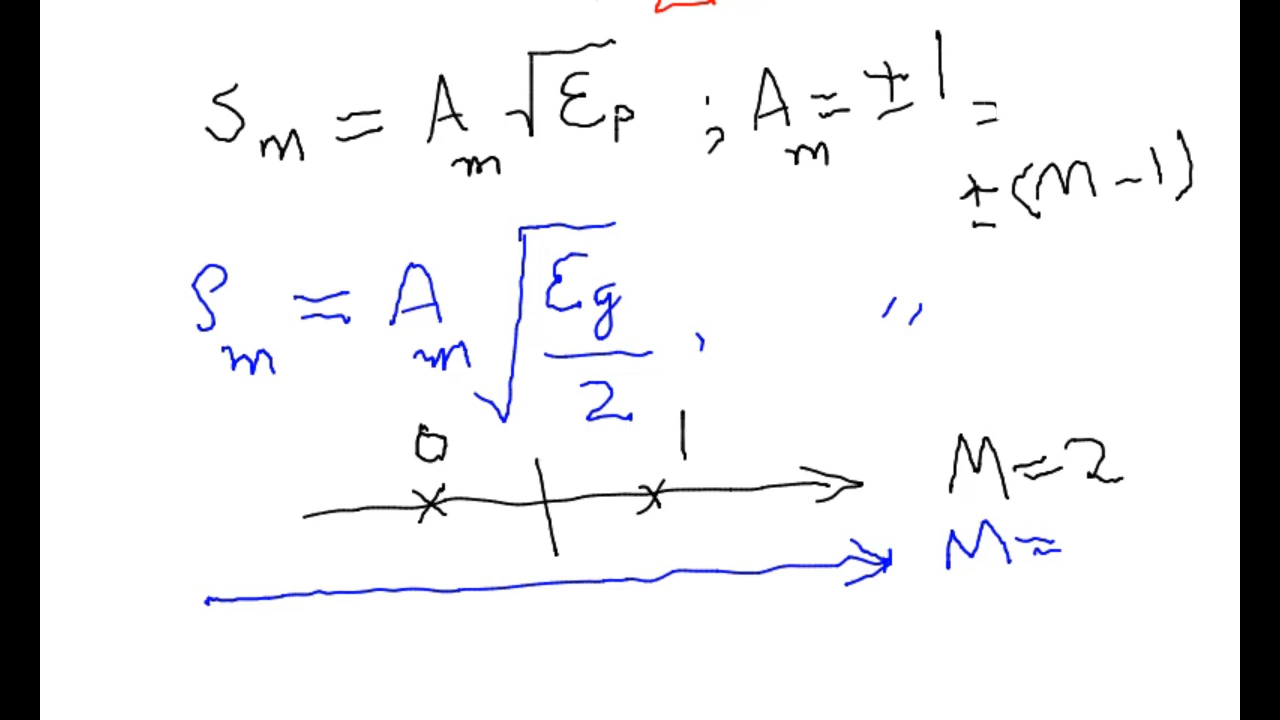 S_m = A_m √ℰ_p ; A_m = ± 1 =
± (M - 1)
S_m = A_m √(ℰ_g / 2) , ,,
0 1 M = 2
M =